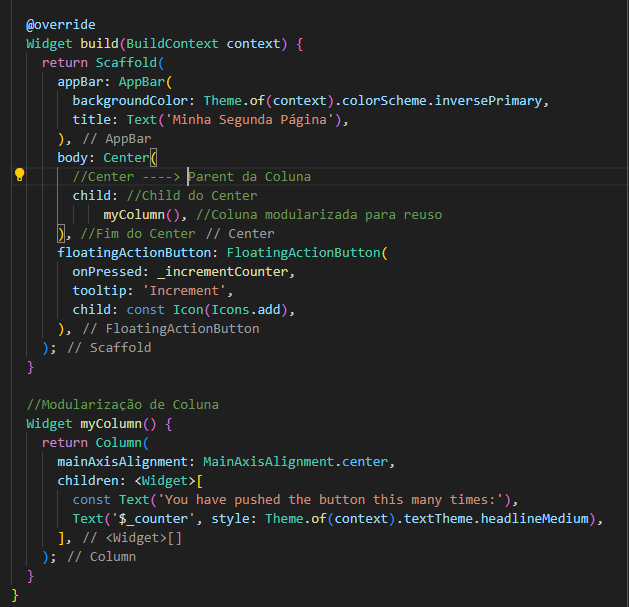 @override
Widget build(BuildContext context) {
return Scaffold(
appBar: AppBar(
backgroundColor: Theme.of(context).colorScheme.inversePrimary,
title: Text('Minha Segunda Página'),
), // AppBar
body: Center(
//Center ----> Parent da Coluna
child: //Child do Center
myColumn(), //Coluna modularizada para reuso
), //Fim do Center // Center
floatingActionButton: FloatingActionButton(
onPressed: _incrementCounter,
tooltip: 'Increment',
child: const Icon(Icons.add),
), // FloatingActionButton
); // Scaffold
}
//Modularização de Coluna
Widget myColumn() {
return Column(
mainAxisAlignment: MainAxisAlignment.center,
children: <Widget>[
const Text('You have pushed the button this many times:'),
Text('$_counter', style: Theme.of(context).textTheme.headlineMedium),
], // <Widget>[]
); // Column
}
}